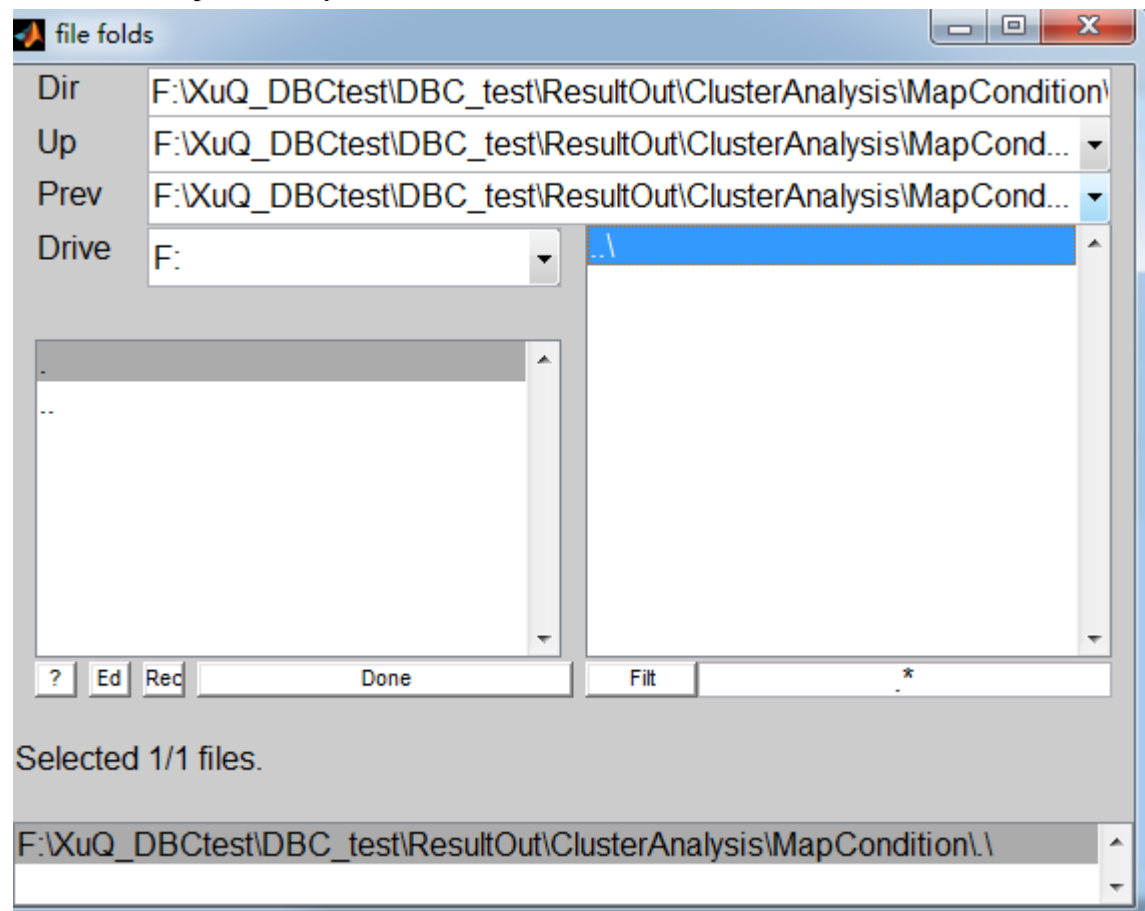 file folds
Dir F:\XuQ_DBCtest\DBC_test\ResultOut\ClusterAnalysis\MapCondition\
Up F:\XuQ_DBCtest\DBC_test\ResultOut\ClusterAnalysis\MapCond...
Prev F:\XuQ_DBCtest\DBC_test\ResultOut\ClusterAnalysis\MapCond...
Drive F:
..\
.
..
? Ed Rec Done Filt .*
Selected 1/1 files.
F:\XuQ_DBCtest\DBC_test\ResultOut\ClusterAnalysis\MapCondition\.\